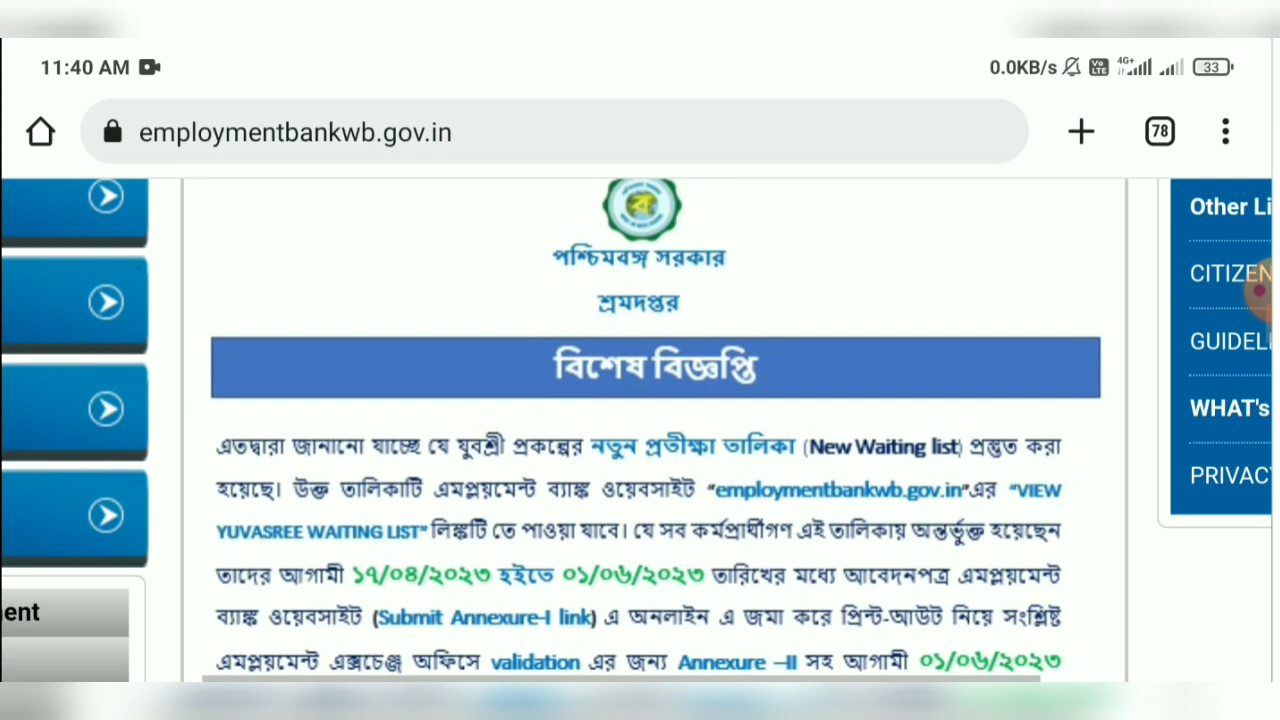 11:40 AM
0.0KB/s Vo LTE 4G+ 33
employmentbankwb.gov.in
78
পশ্চিমবঙ্গ সরকার
শ্রমদপ্তর
বিশেষ বিজ্ঞপ্তি
এতদ্বারা জানানো যাচ্ছে যে যুবশ্রী প্রকল্পের নতুন প্রতীক্ষা তালিকা (New Waiting list) প্রস্তুত করা
হয়েছে। উক্ত তালিকাটি এমপ্লয়মেন্ট ব্যাঙ্ক ওয়েবসাইট "employmentbankwb.gov.in"এর "VIEW
YUVASREE WAITING LIST" লিঙ্কটি তে পাওয়া যাবে। যে সব কর্মপ্রার্থীগণ এই তালিকায় অন্তর্ভুক্ত হয়েছেন
তাদের আগামী ১৭/০৪/২০২৩ হইতে ০১/০৬/২০২৩ তারিখের মধ্যে আবেদনপত্র এমপ্লয়মেন্ট
ব্যাঙ্ক ওয়েবসাইট (Submit Annexure-I link) এ অনলাইন এ জমা করে প্রিন্ট-আউট নিয়ে সংশ্লিষ্ট
এমপ্লয়মেন্ট এক্সচেঞ্জ অফিসে validation এর জন্য Annexure –II সহ আগামী ০১/০৬/২০২৩
Other Li
CITIZEN
GUIDEL
WHAT's
PRIVAC
ent